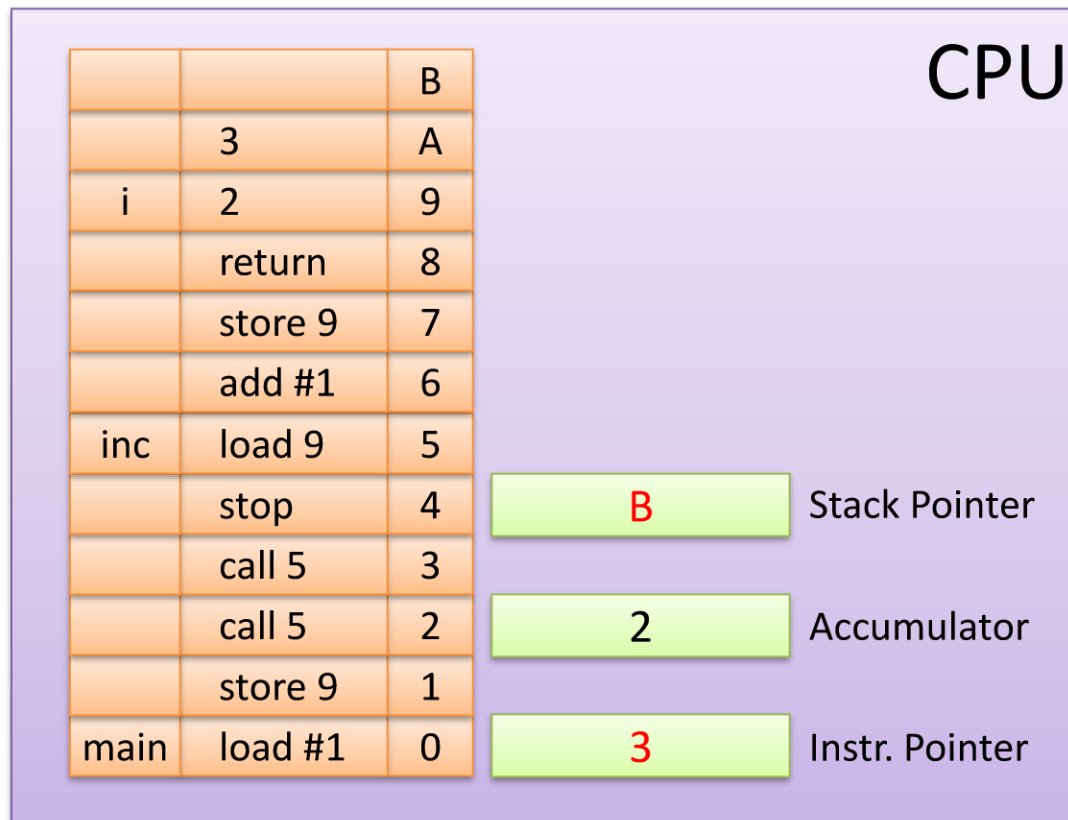 CPU
B
3 A
i 2 9
return 8
store 9 7
add #1 6
inc load 9 5
stop 4 B Stack Pointer
call 5 3
call 5 2 2 Accumulator
store 9 1
main load #1 0 3 Instr. Pointer